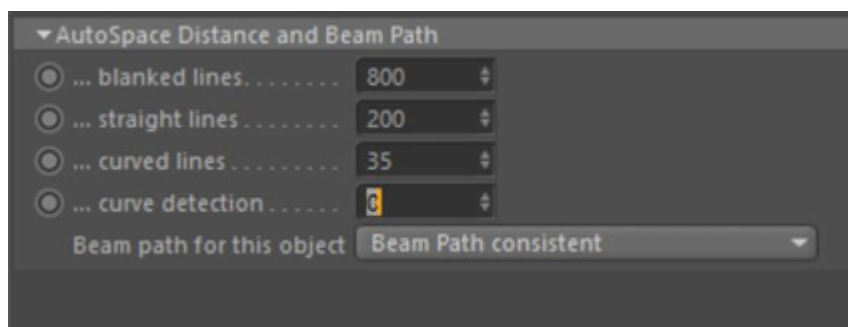 AutoSpace Distance and Beam Path
... blanked lines. . . . . . . . 800
... straight lines . . . . . . . . 200
... curved lines . . . . . . . . . 35
... curve detection . . . . . .
Beam path for this object Beam Path consistent